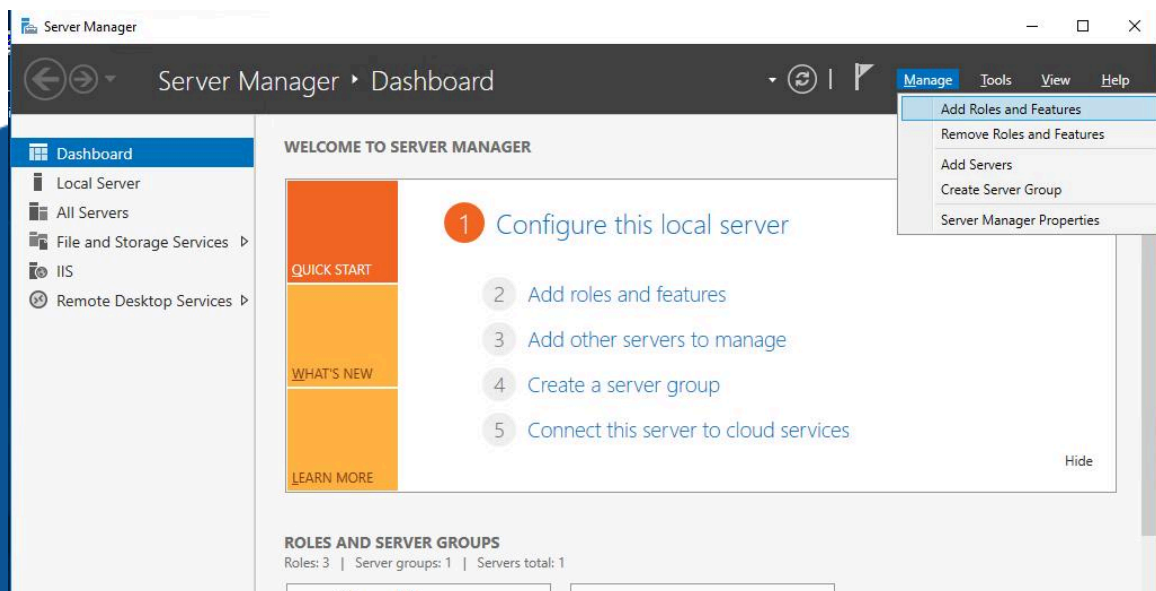 Server Manager
Server Manager ‣ Dashboard
Manage Tools View Help
Add Roles and Features
Remove Roles and Features
Add Servers
Create Server Group
Server Manager Properties
Dashboard
Local Server
All Servers
File and Storage Services
IIS
Remote Desktop Services
WELCOME TO SERVER MANAGER
QUICK START
WHAT'S NEW
LEARN MORE
1 Configure this local server
2 Add roles and features
3 Add other servers to manage
4 Create a server group
5 Connect this server to cloud services
Hide
ROLES AND SERVER GROUPS
Roles: 3 | Server groups: 1 | Servers total: 1